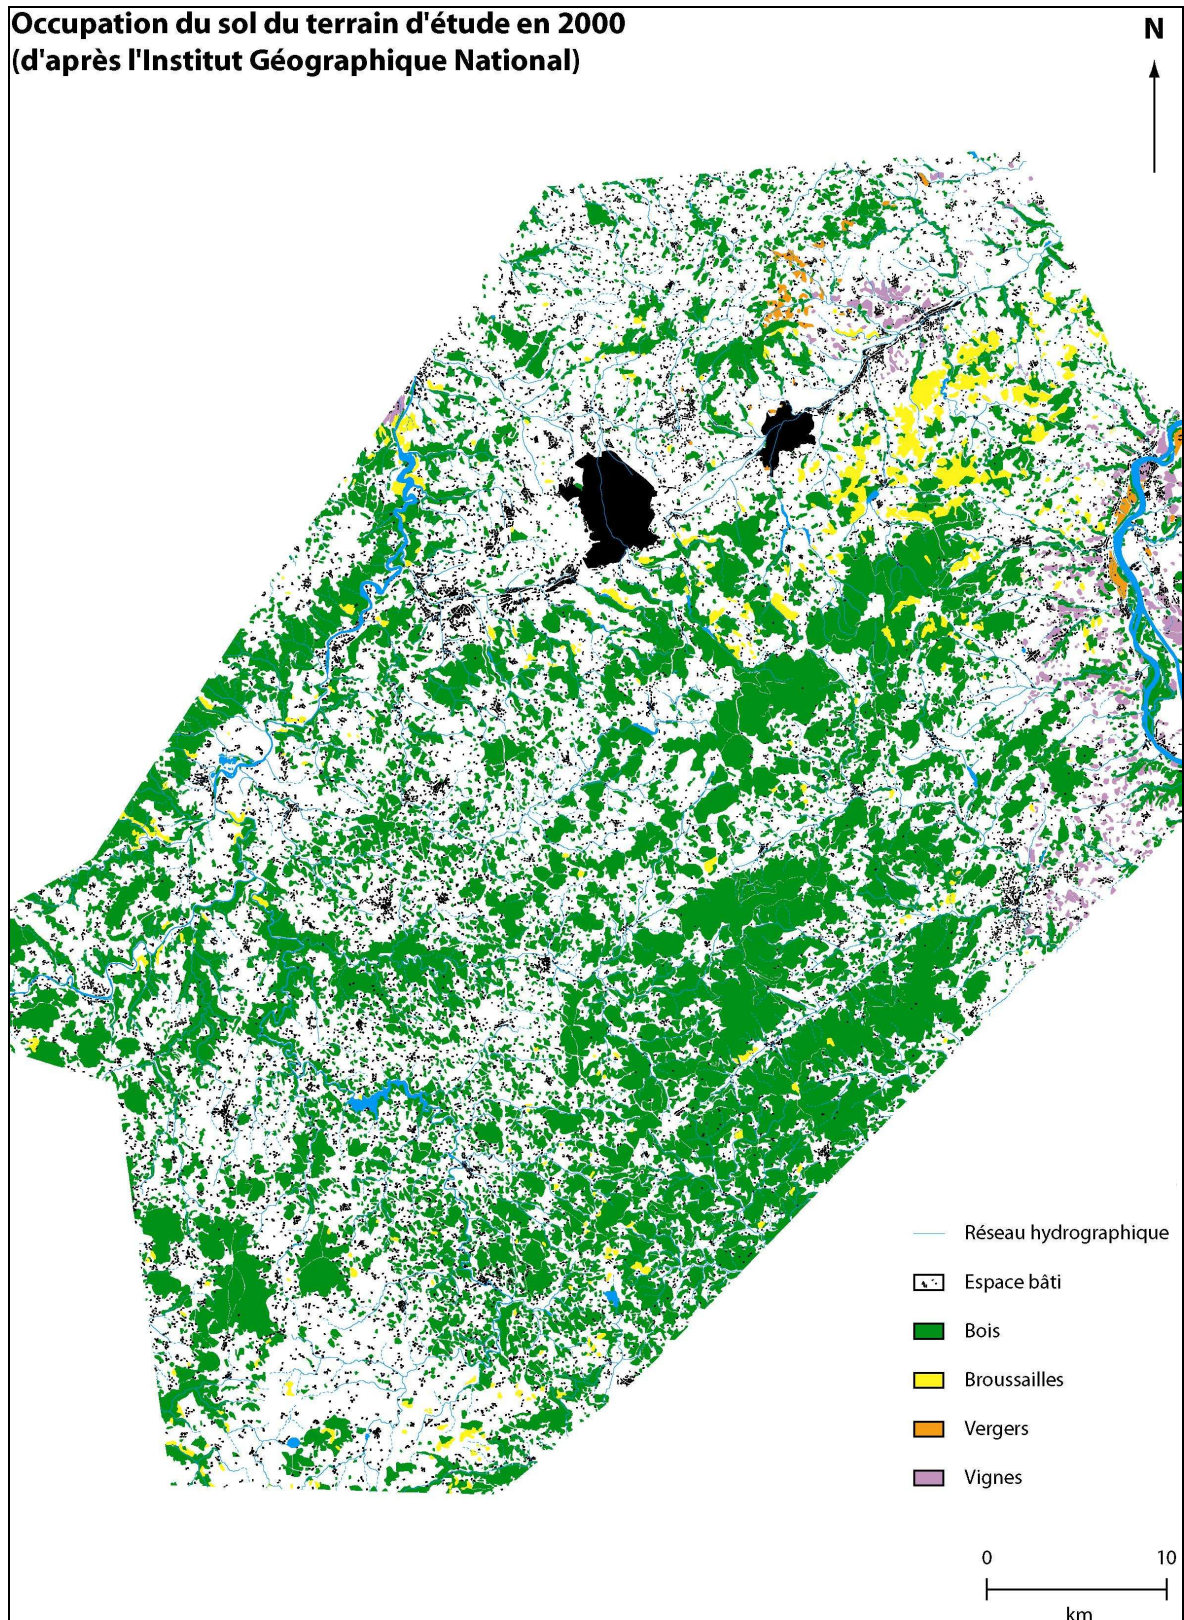 Occupation du sol du terrain d'étude en 2000
(d'après l'Institut Géographique National)
N
Réseau hydrographique
Espace bâti
Bois
Broussailles
Vergers
Vignes
0 10
km